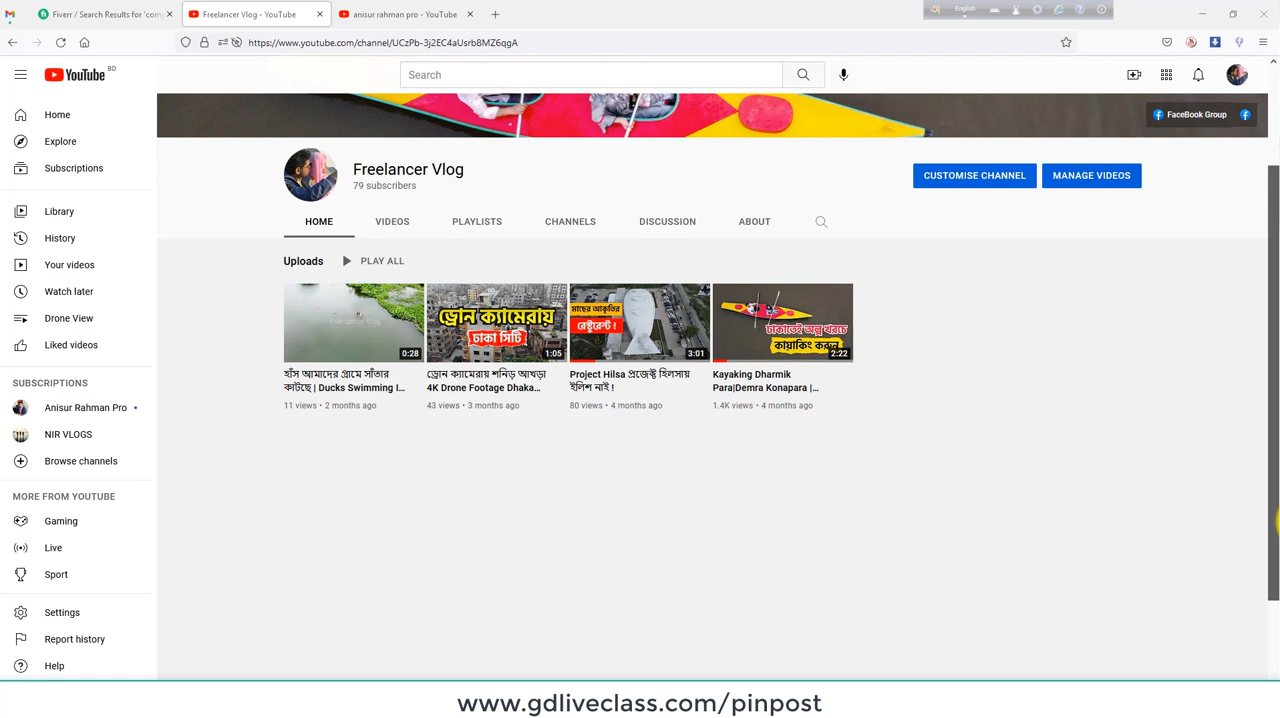 Fiverr / Search Results for 'comp
Freelancer Vlog - YouTube
anisur rahman pro - YouTube
English
https://www.youtube.com/channel/UCzPb-3j2EC4aUsrb8MZ6qgA
YouTube BD
Search
FaceBook Group
Home
Explore
Subscriptions
Library
History
Your videos
Watch later
Drone View
Liked videos
SUBSCRIPTIONS
Anisur Rahman Pro
NIR VLOGS
Browse channels
MORE FROM YOUTUBE
Gaming
Live
Sport
Settings
Report history
Help
Freelancer Vlog
79 subscribers
CUSTOMISE CHANNEL
MANAGE VIDEOS
HOME VIDEOS PLAYLISTS CHANNELS DISCUSSION ABOUT
Uploads PLAY ALL
Freelancer Vlog
0:28
হাঁস আমাদের গ্রামে সাঁতার
কাটছে | Ducks Swimming I...
11 views • 2 months ago
ড্রোন ক্যামেরায়
ঢাকা সিটি
1:05
ড্রোন ক্যামেরায় শনিড় আখড়া
4K Drone Footage Dhaka...
43 views • 3 months ago
মাছের আকৃতির
রেস্টুরেন্ট !
3:01
Project Hilsa প্রজেক্ট হিলসায়
ইলিশ নাই !
80 views • 4 months ago
ঢাকাতেই অল্প খরচে
কায়াকিং করুন
2:22
Kayaking Dharmik
Para|Demra Konapara |...
1.4K views • 4 months ago
www.gdliveclass.com/pinpost